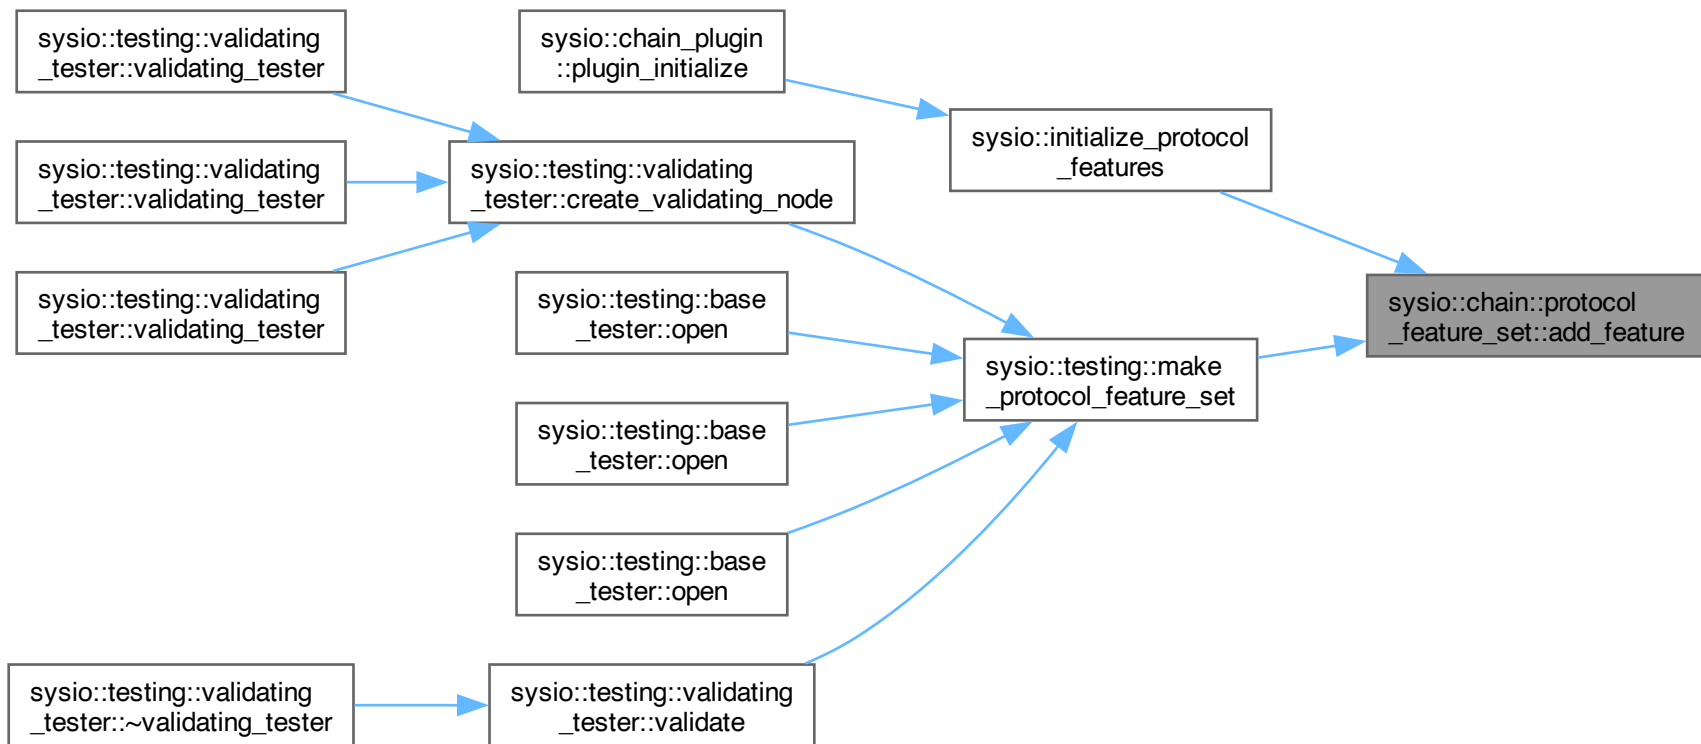 sysio::testing::validating
_tester::validating_tester
sysio::chain_plugin
::plugin_initialize
sysio::initialize_protocol
_features
sysio::testing::validating
_tester::validating_tester
sysio::testing::validating
_tester::create_validating_node
sysio::testing::validating
_tester::validating_tester
sysio::testing::base
_tester::open
sysio::chain::protocol
_feature_set::add_feature
sysio::testing::make
_protocol_feature_set
sysio::testing::base
_tester::open
sysio::testing::base
_tester::open
sysio::testing::validating
_tester::~validating_tester
sysio::testing::validating
_tester::validate